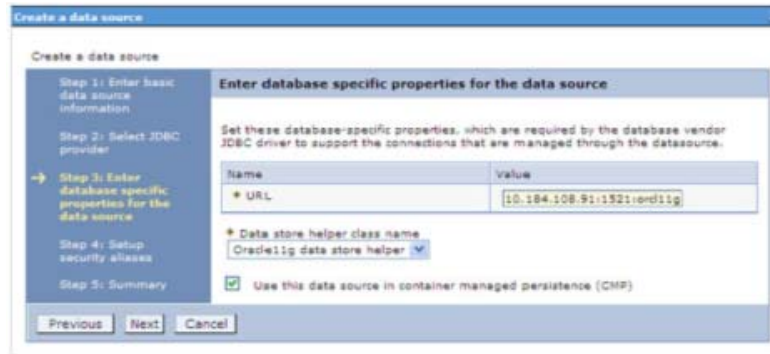 Create a data source
Create a data source
Step 1: Enter basic
data source
information
Step 2: Select JDBC
provider
Step 3: Enter
database specific
properties for the
data source
Step 4: Setup
security aliases
Step 5: Summary
Enter database specific properties for the data source
Set these database-specific properties, which are required by the database vendor
JDBC driver to support the connections that are managed through the datasource.
Name Value
URL 10.184.108.91:1521:orcl11g
Data store helper class name
Oracle11g data store helper
Use this data source in container managed persistence (CMP)
Previous Next Cancel